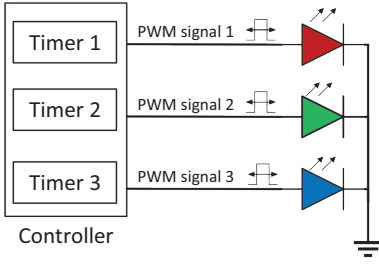 Timer 1
PWM signal 1
Timer 2
PWM signal 2
Timer 3
PWM signal 3
Controller